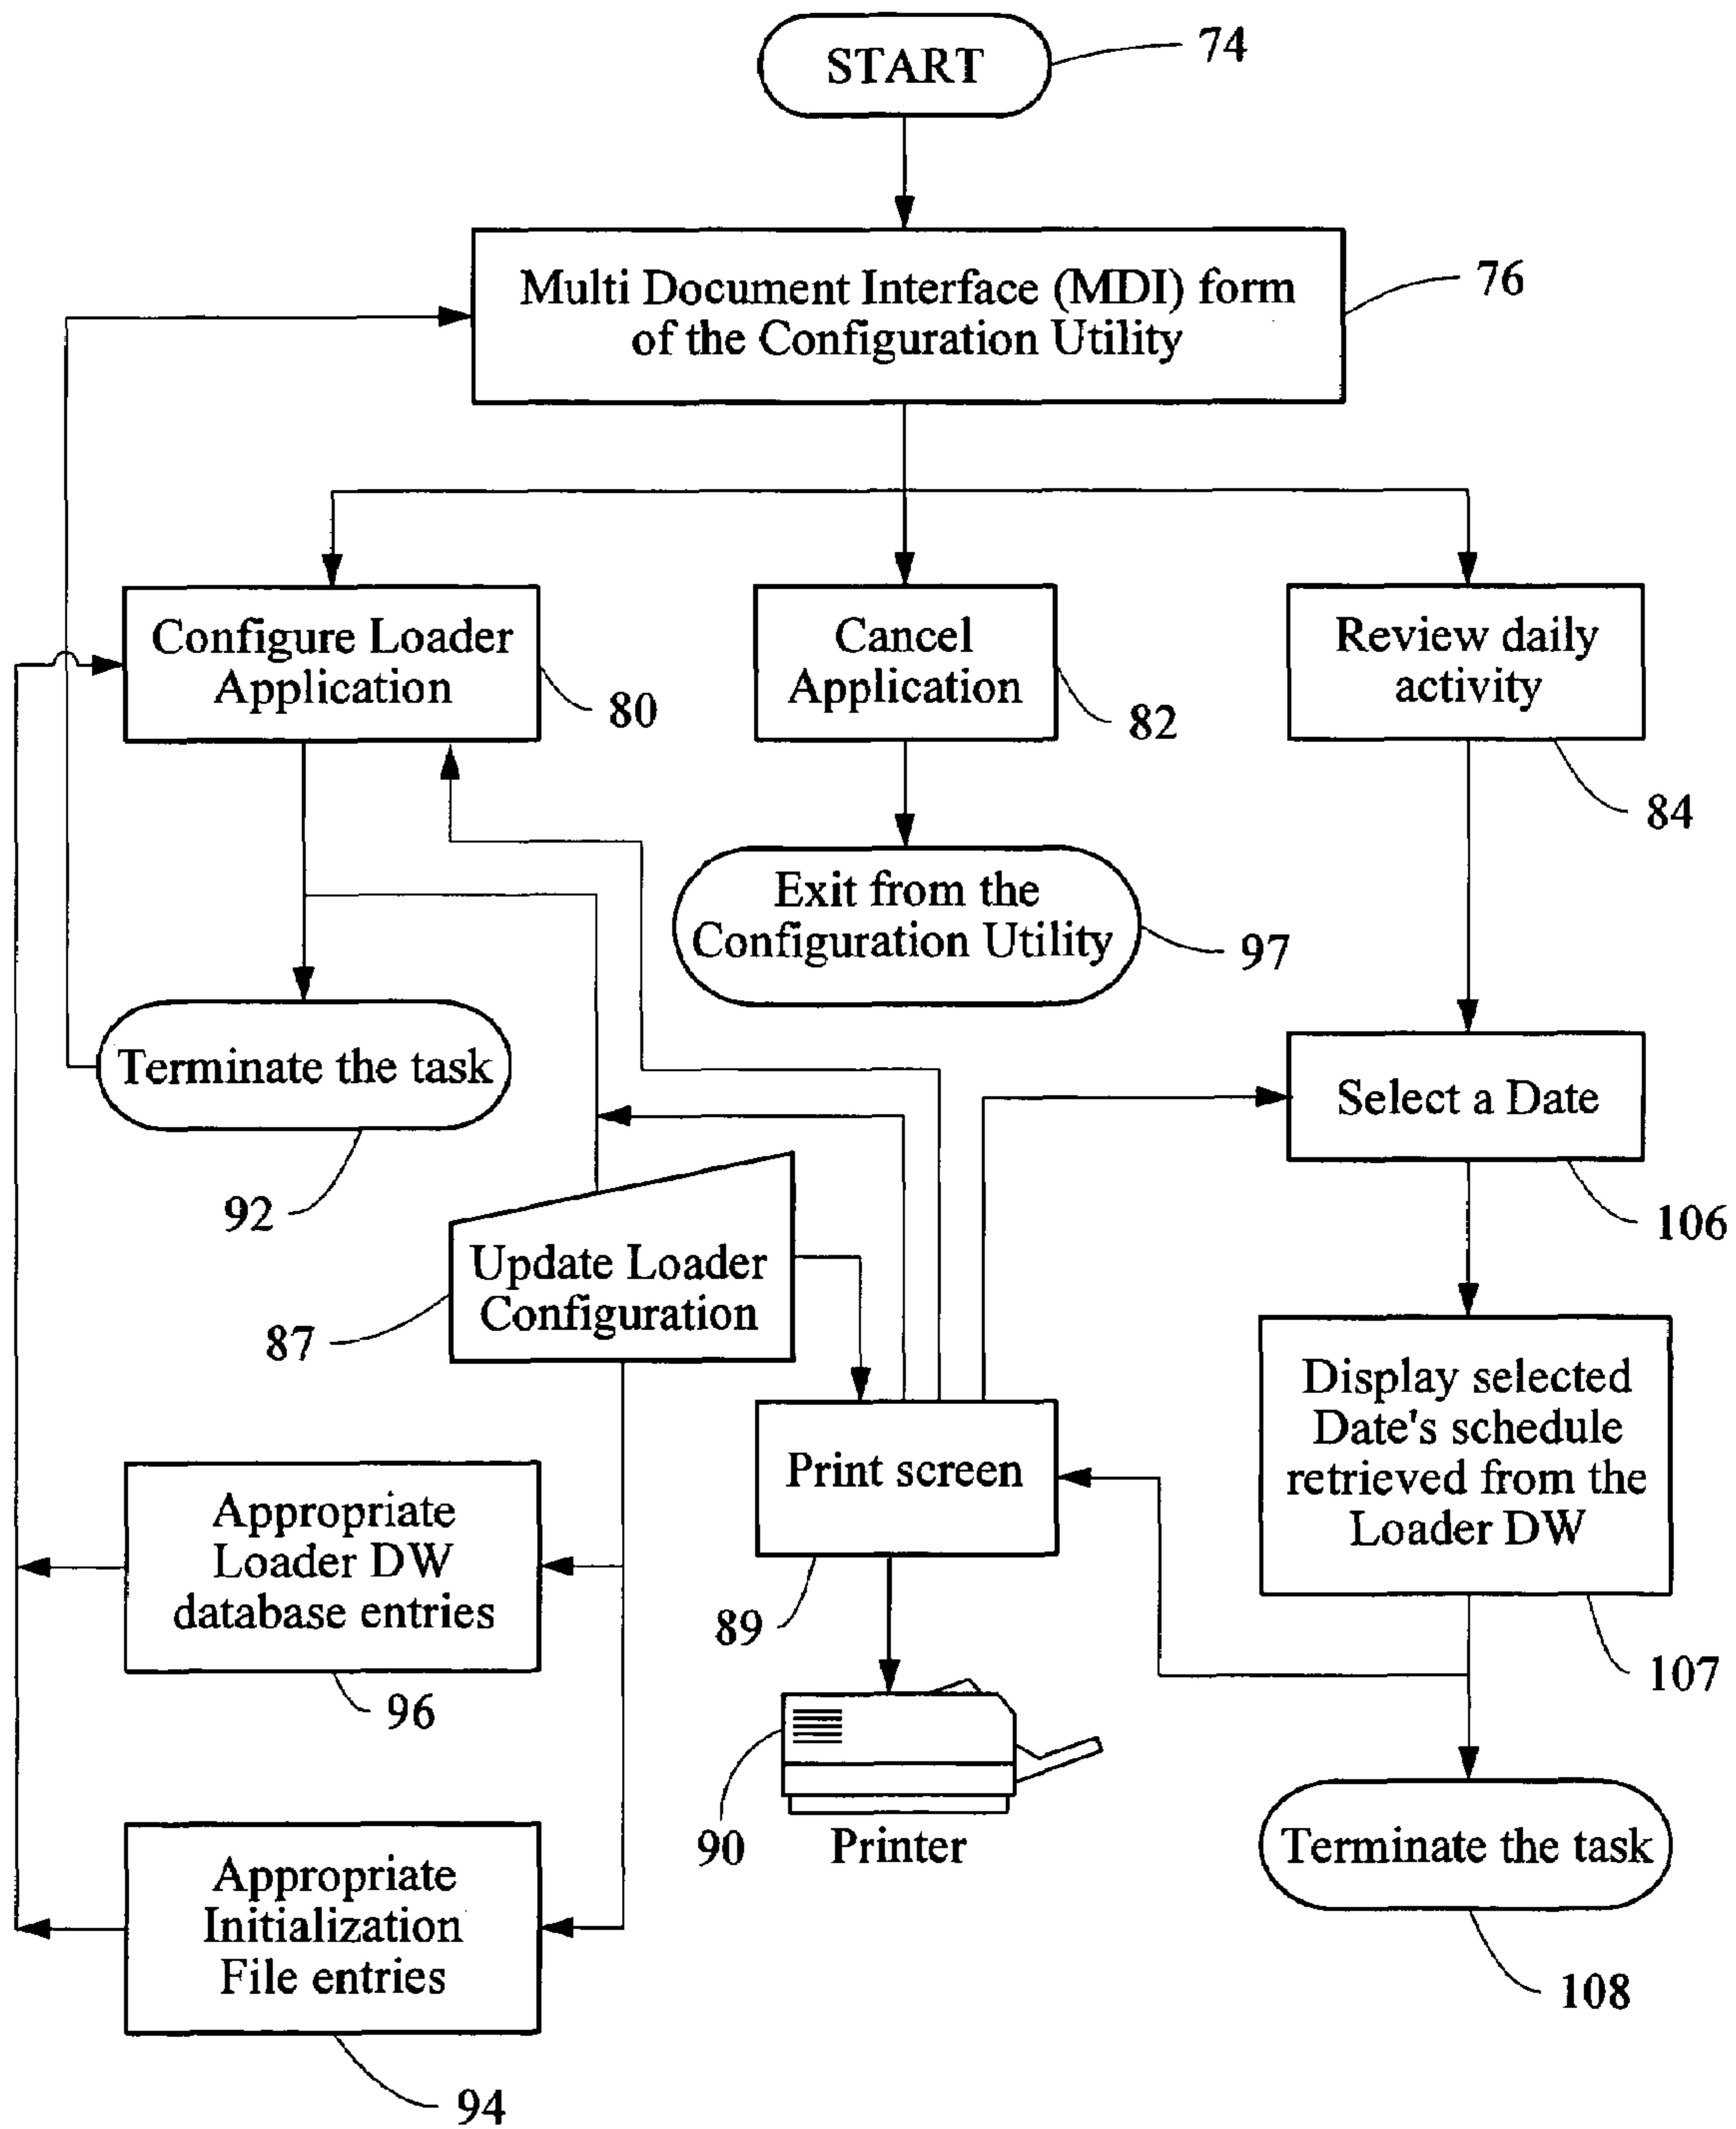 START
74
Multi Document Interface (MDI) form
of the Configuration Utility
76
Configure Loader
Application
80
Cancel
Application
82
Review daily
activity
84
Exit from the
Configuration Utility
97
Terminate the task
92
Select a Date
106
Update Loader
Configuration
87
Display selected
Date's schedule
retrieved from the
Loader DW
107
Print screen
89
Appropriate
Loader DW
database entries
96
90
Printer
Terminate the task
108
Appropriate
Initialization
File entries
94